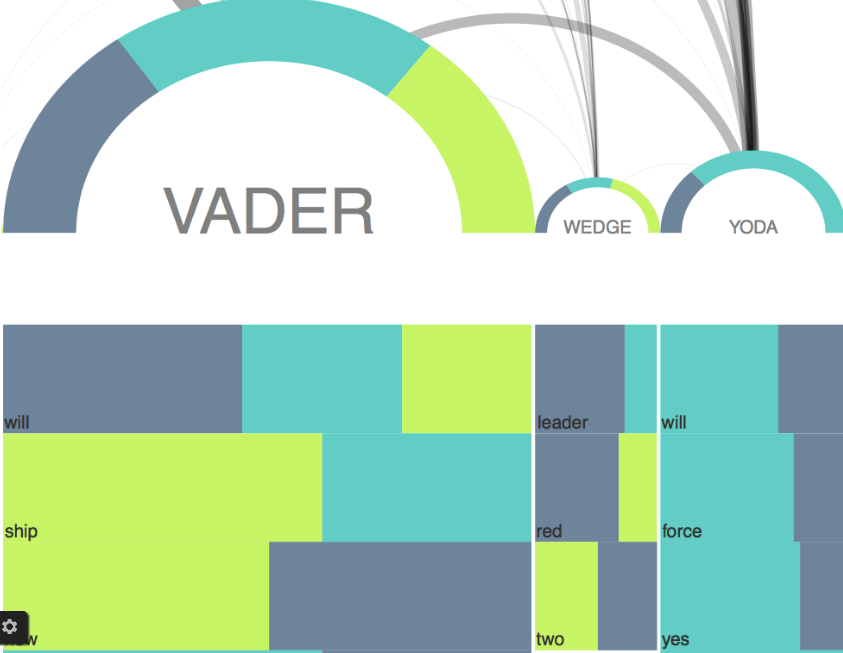 VADER
WEDGE
YODA
will
leader
will
ship
red
force
two
yes